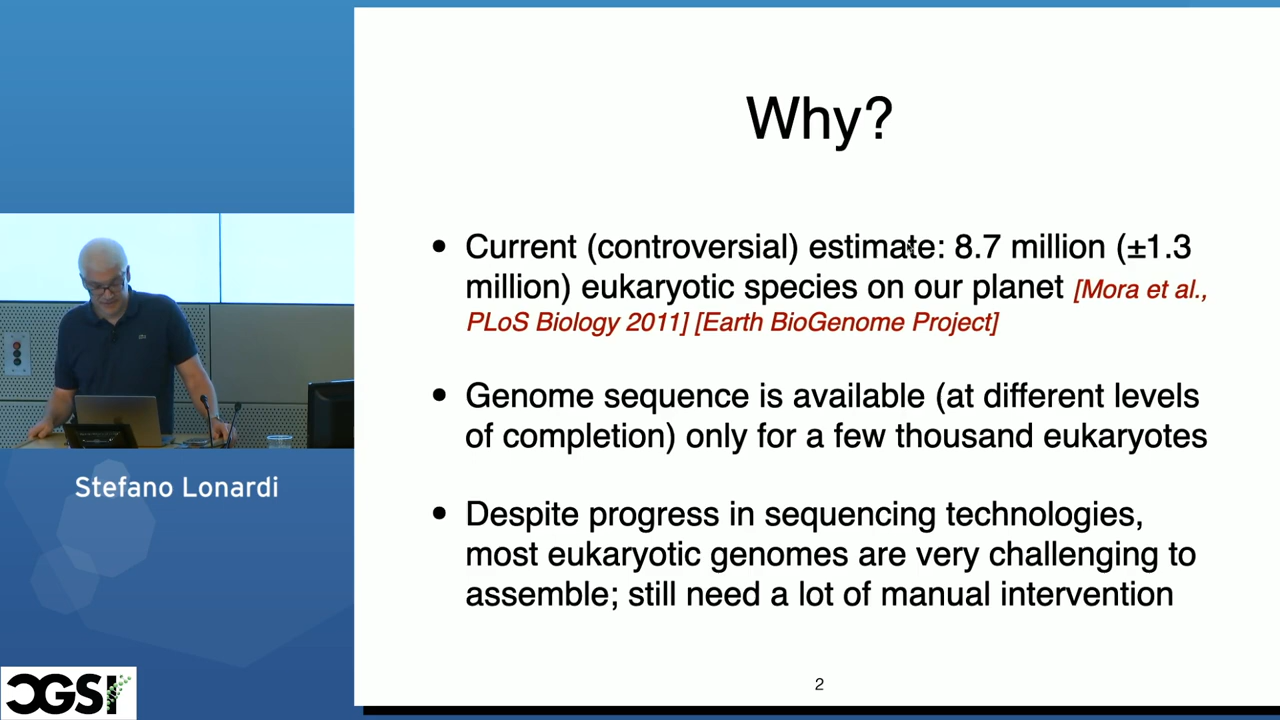 Why?
• Current (controversial) estimate: 8.7 million (±1.3
million) eukaryotic species on our planet [Mora et al.,
PLoS Biology 2011] [Earth BioGenome Project]
• Genome sequence is available (at different levels
of completion) only for a few thousand eukaryotes
• Despite progress in sequencing technologies,
most eukaryotic genomes are very challenging to
assemble; still need a lot of manual intervention
2
Stefano Lonardi
CGSI